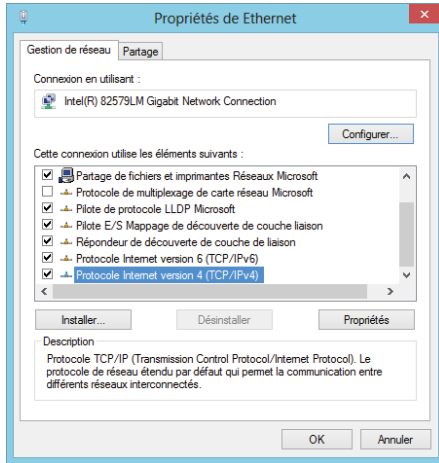 Propriétés de Ethernet
Gestion de réseau Partage
Connexion en utilisant :
Intel(R) 82579LM Gigabit Network Connection
Configurer...
Cette connexion utilise les éléments suivants :
Partage de fichiers et imprimantes Réseaux Microsoft
Protocole de multiplexage de carte réseau Microsoft
Pilote de protocole LLDP Microsoft
Pilote E/S Mappage de découverte de couche liaison
Répondeur de découverte de couche de liaison
Protocole Internet version 6 (TCP/IPv6)
Protocole Internet version 4 (TCP/IPv4)
Installer... Désinstaller Propriétés
Description
Protocole TCP/IP (Transmission Control Protocol/Internet Protocol). Le
protocole de réseau étendu par défaut qui permet la communication entre
différents réseaux interconnectés.
OK Annuler